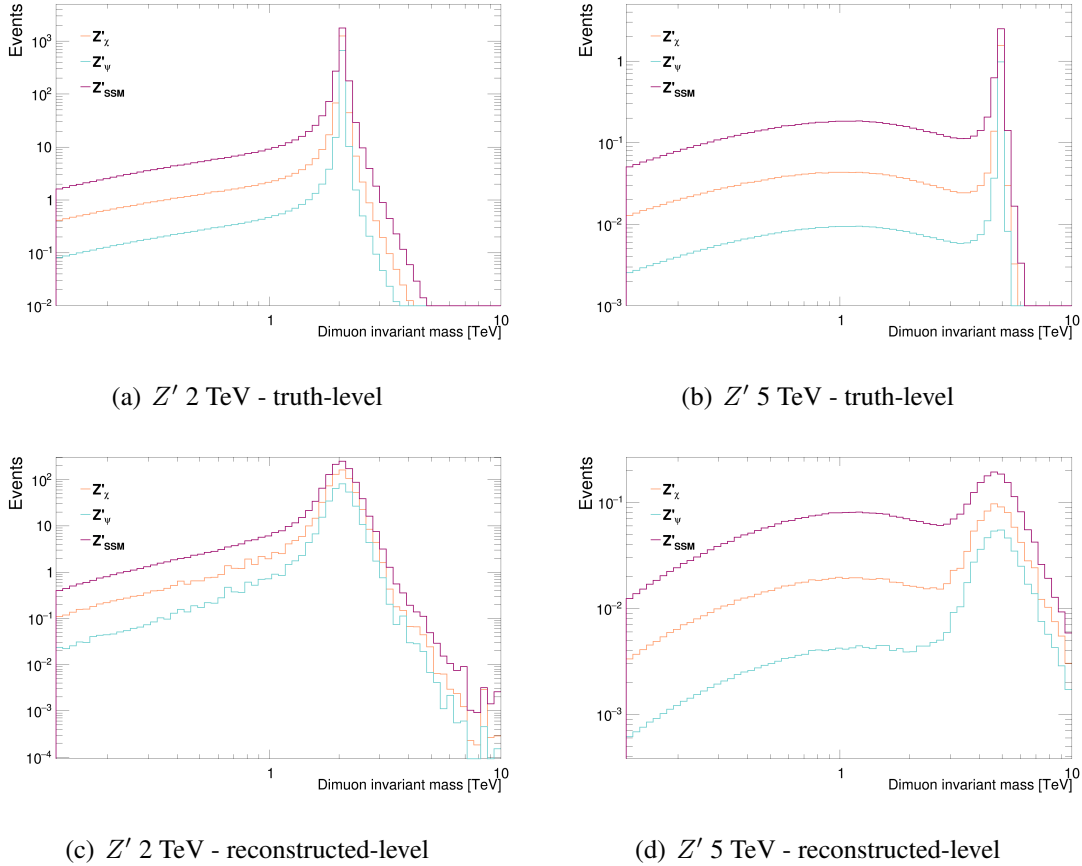 Events
10³
10²
10
1
10⁻¹
10⁻²
Z'χ
Z'ψ
Z'SSM
1
10
Dimuon invariant mass [TeV]
(a) Z′ 2 TeV - truth-level
Events
1
10⁻¹
10⁻²
10⁻³
Z'χ
Z'ψ
Z'SSM
1
10
Dimuon invariant mass [TeV]
(b) Z′ 5 TeV - truth-level
Events
10²
10
1
10⁻¹
10⁻²
10⁻³
10⁻⁴
Z'χ
Z'ψ
Z'SSM
1
10
Dimuon invariant mass [TeV]
(c) Z′ 2 TeV - reconstructed-level
Events
10⁻¹
10⁻²
10⁻³
Z'χ
Z'ψ
Z'SSM
1
10
Dimuon invariant mass [TeV]
(d) Z′ 5 TeV - reconstructed-level